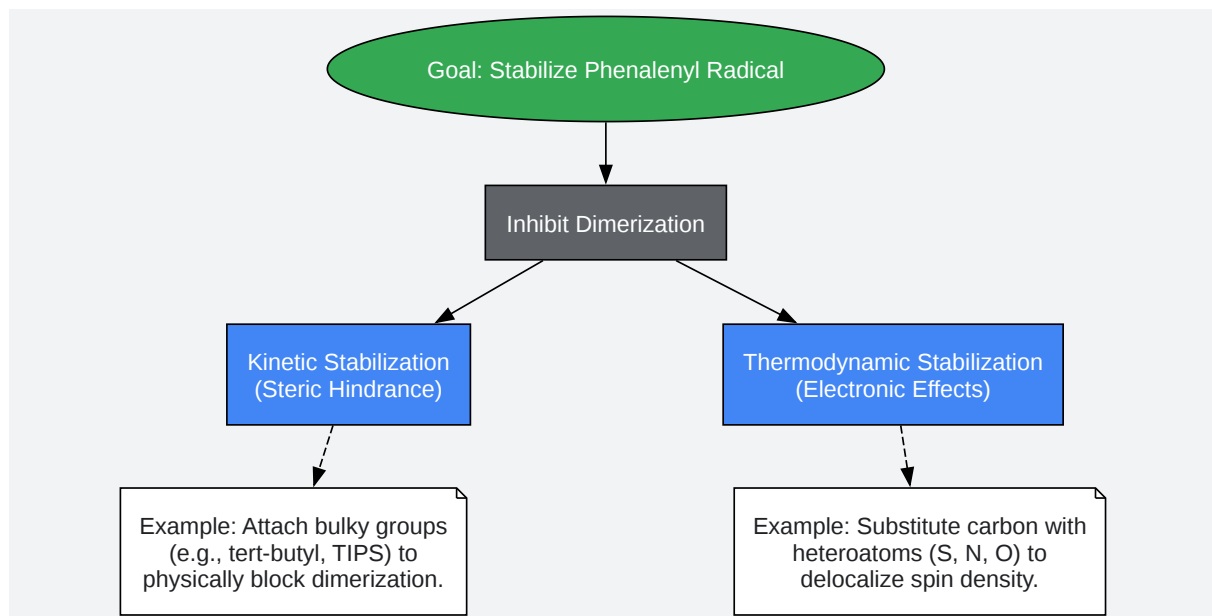 Goal: Stabilize Phenalenyl Radical
Inhibit Dimerization
Kinetic Stabilization
(Steric Hindrance)
Thermodynamic Stabilization
(Electronic Effects)
Example: Attach bulky groups
(e.g., tert-butyl, TIPS) to
physically block dimerization.
Example: Substitute carbon with
heteroatoms (S, N, O) to
delocalize spin density.